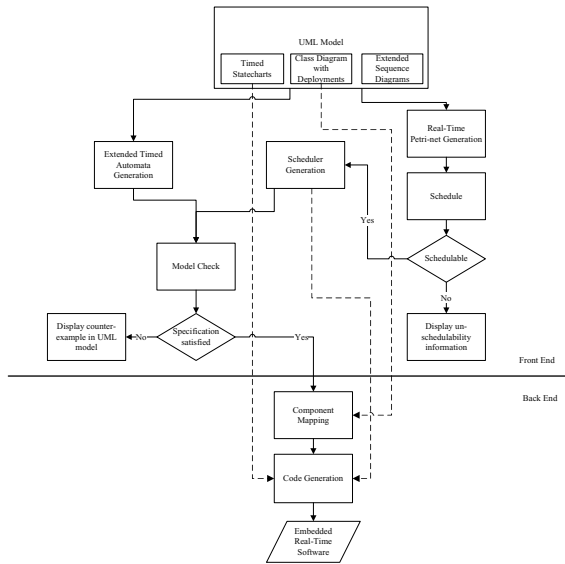 UML Model
Timed
Statecharts
Class Diagram
with
Deployments
Extended
Sequence
Diagrams
Real-Time
Petri-net Generation
Extended Timed
Automata
Generation
Scheduler
Generation
Schedule
Yes
Schedulable
Model Check
No
Display counter-
example in UML
model
No
Specification
satisfied
Yes
Display un-
schedulability
information
Front End
Back End
Component
Mapping
Code Generation
Embedded
Real-Time
Software